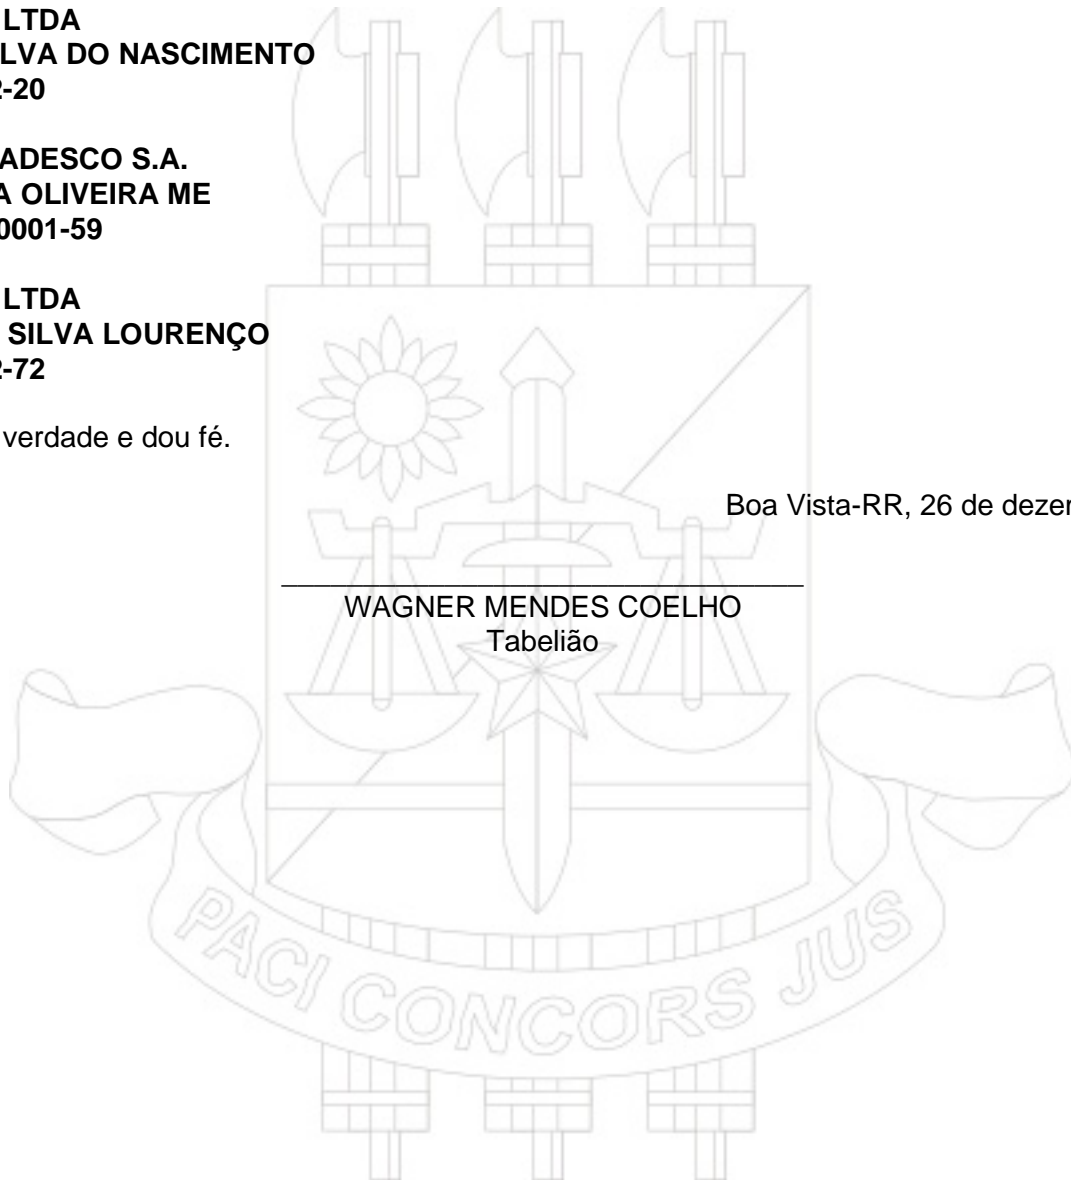 LTDA
LVA DO NASCIMENTO
2-20
ADESCO S.A.
A OLIVEIRA ME
0001-59
LTDA
SILVA LOURENÇO
2-72
verdade e dou fé.
Boa Vista-RR, 26 de dezem
WAGNER MENDES COELHO
Tabelião
PACI CONCORS JUS